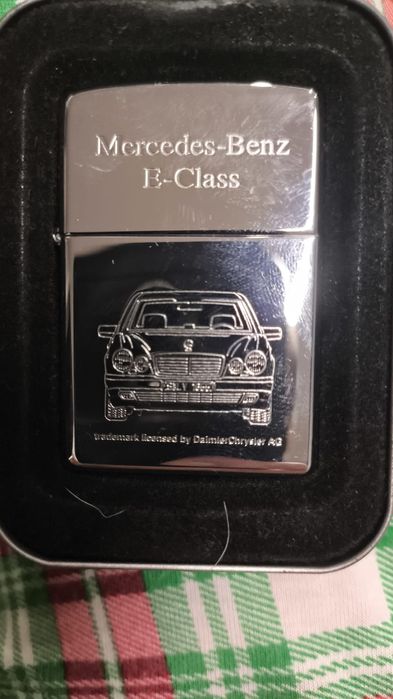 Mercedes-Benz
E-Class
trademark licensed by DaimlerChrysler AG